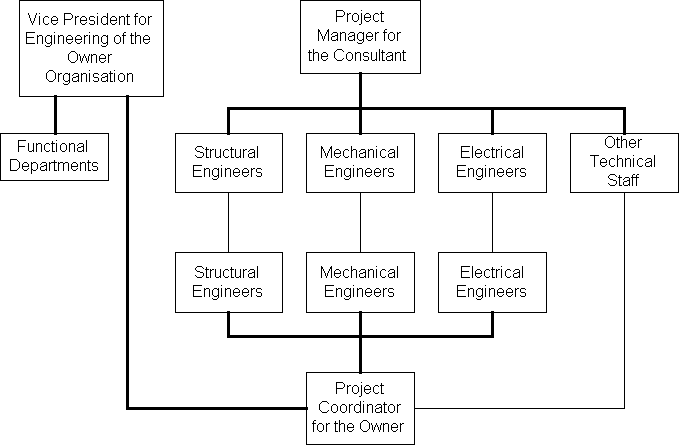 Vice President for
Engineering of the
Owner
Organisation
Project
Manager for
the Consultant
Functional
Departments
Structural
Engineers
Mechanical
Engineers
Electrical
Engineers
Other
Technical
Staff
Structural
Engineers
Mechanical
Engineers
Electrical
Engineers
Project
Coordinator
for the Owner